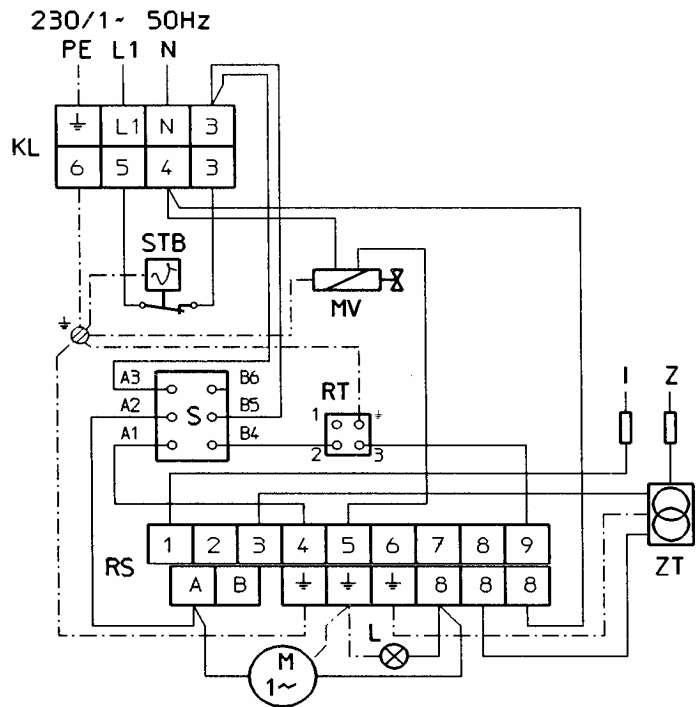 230/1~ 50Hz
PE L1 N
KL
⏚ L1 N 3
6 5 4 3
STB
MV
⏚
A3 B6
A2 S B5
A1 B4
RT
1 ⏚
2 3
I Z
ZT
RS
1 2 3 4 5 6 7 8 9
A B ⏚ ⏚ ⏚ 8 8 8
L
M
1~